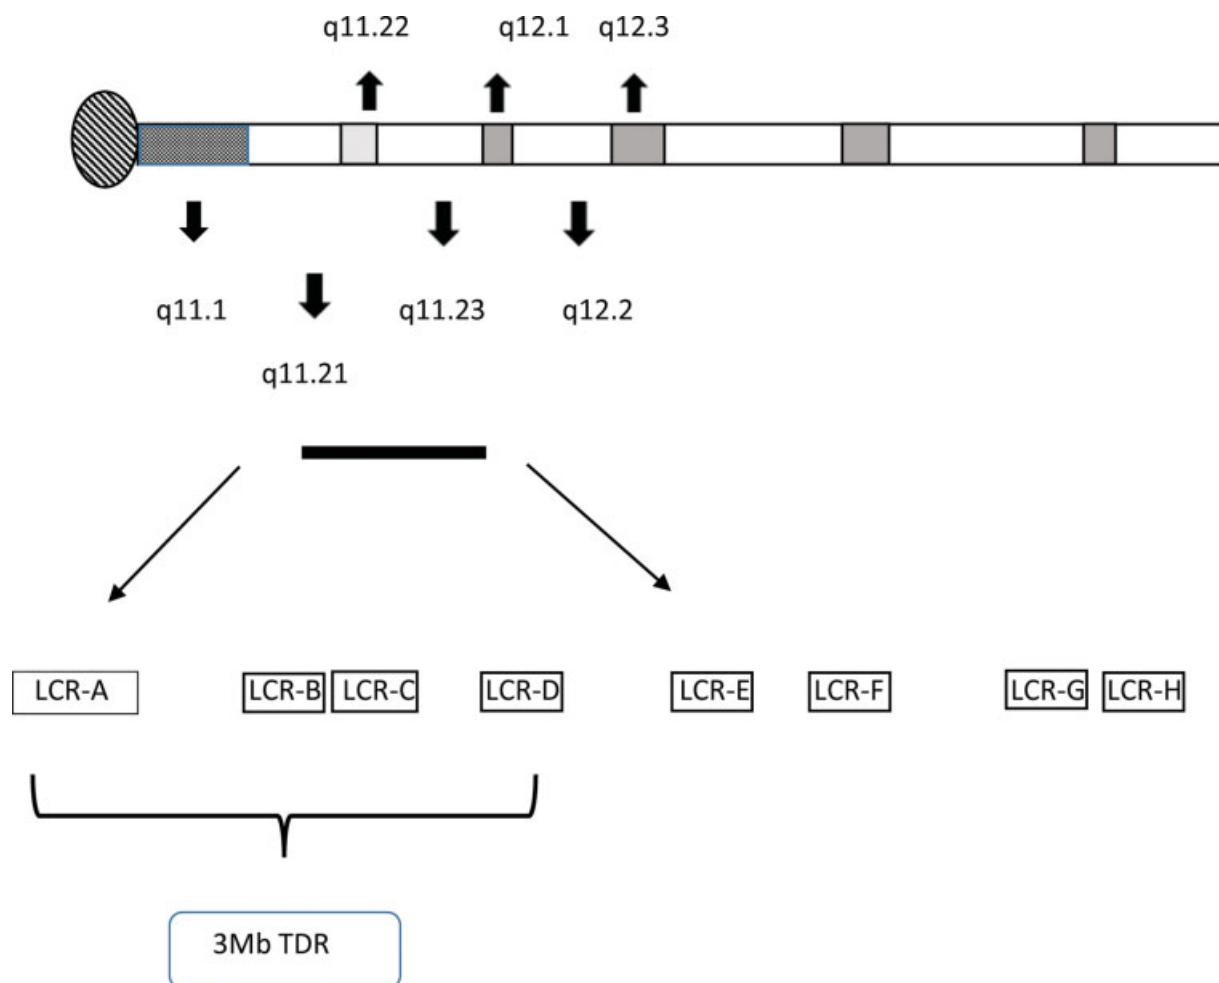 q11.22 q12.1 q12.3
q11.1 q11.23 q12.2
q11.21
LCR-A LCR-B LCR-C LCR-D LCR-E LCR-F LCR-G LCR-H
3Mb TDR